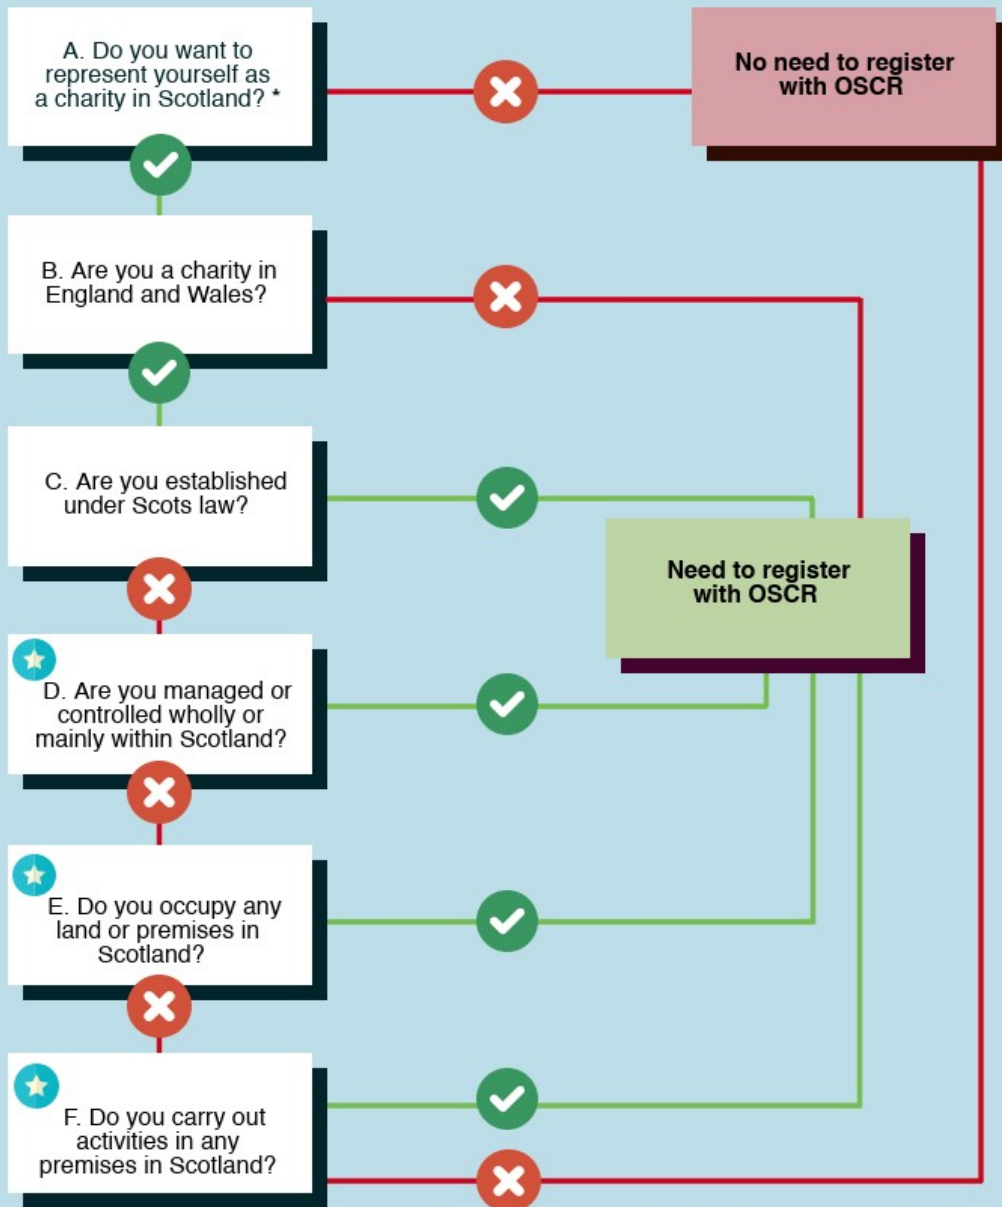 A. Do you want to
represent yourself as
a charity in Scotland? *
No need to register
with OSCR
B. Are you a charity in
England and Wales?
C. Are you established
under Scots law?
Need to register
with OSCR
D. Are you managed or
controlled wholly or
mainly within Scotland?
E. Do you occupy any
land or premises in
Scotland?
F. Do you carry out
activities in any
premises in Scotland?